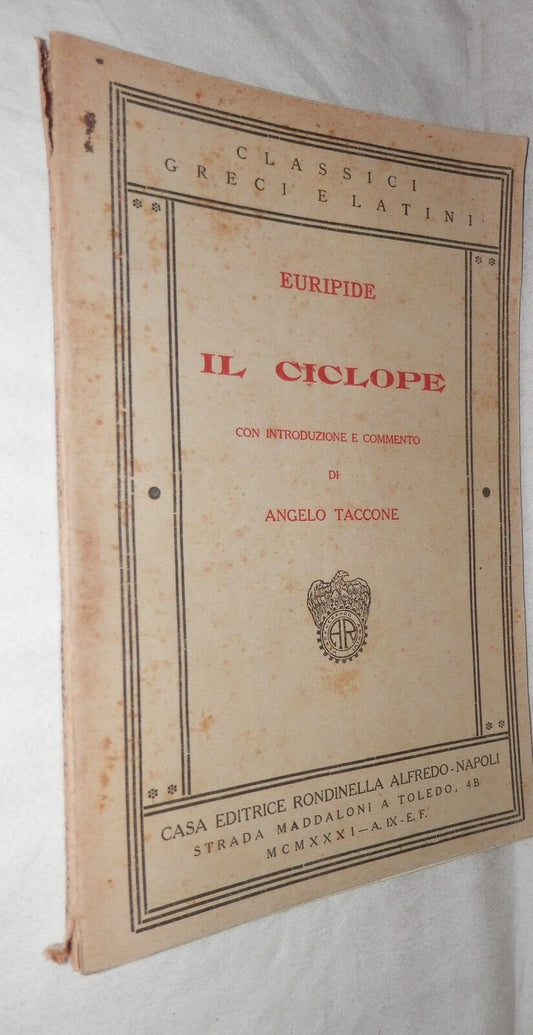 CLASSICI
GRECI E LATINI
EURIPIDE
IL CICLOPE
CON INTRODUZIONE E COMMENTO
DI
ANGELO TACCONE
AR
CASA EDITRICE RONDINELLA ALFREDO-NAPOLI
STRADA MADDALONI A TOLEDO, 4B
MCMXXXI—A. IX-E. F.